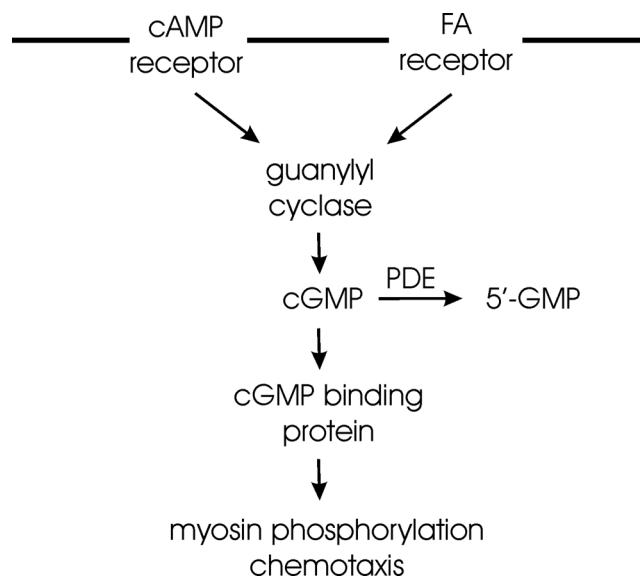 cAMP
receptor
FA
receptor
guanylyl
cyclase
PDE
cGMP
5'-GMP
cGMP binding
protein
myosin phosphorylation
chemotaxis